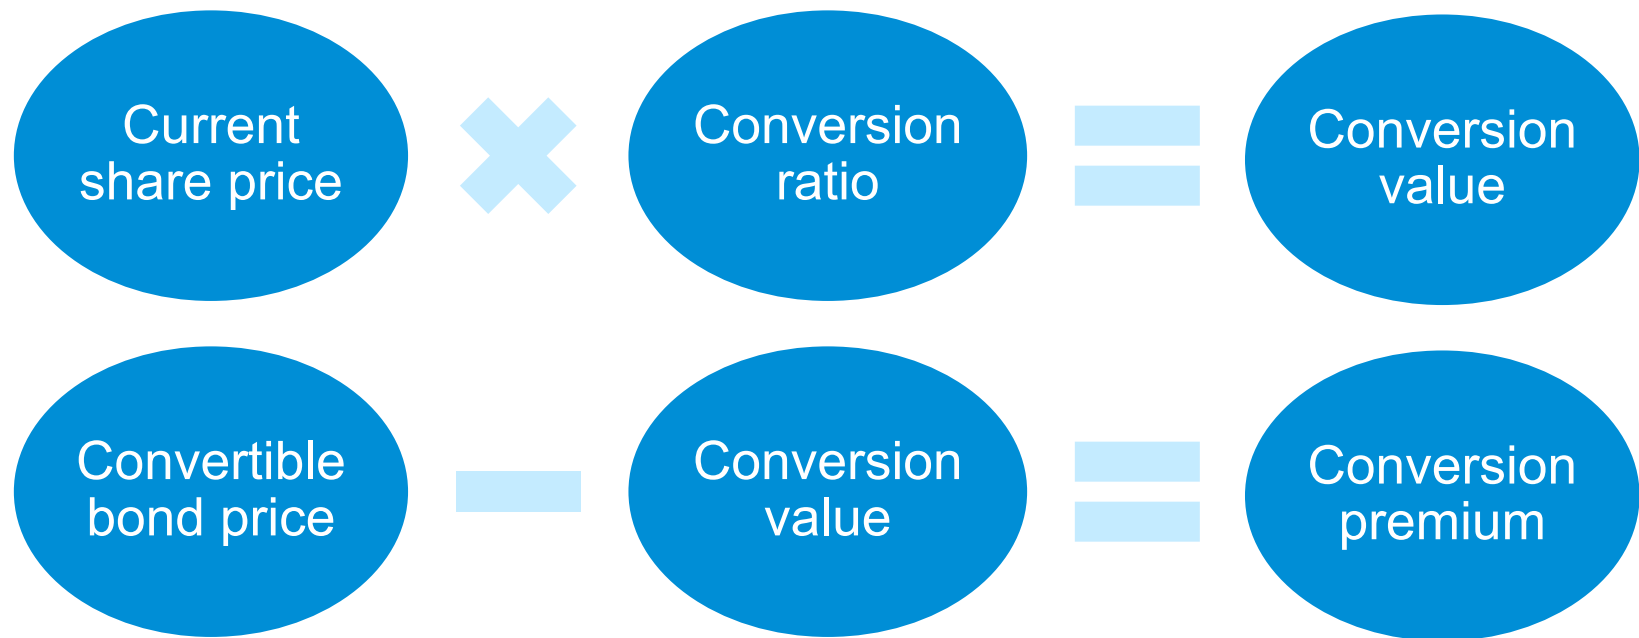 Current
share price
Conversion
ratio
Conversion
value
Convertible
bond price
Conversion
value
Conversion
premium